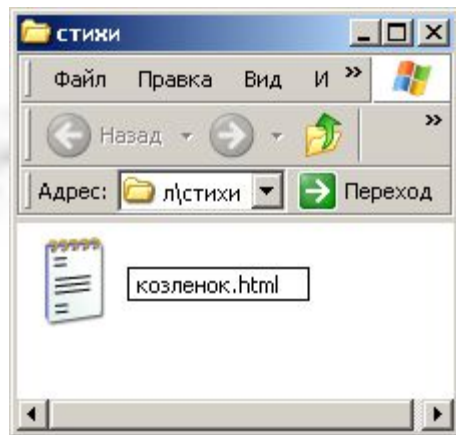 стихи
Файл Правка Вид И »
Назад »
Адрес: л\стихи Переход
козленок.html